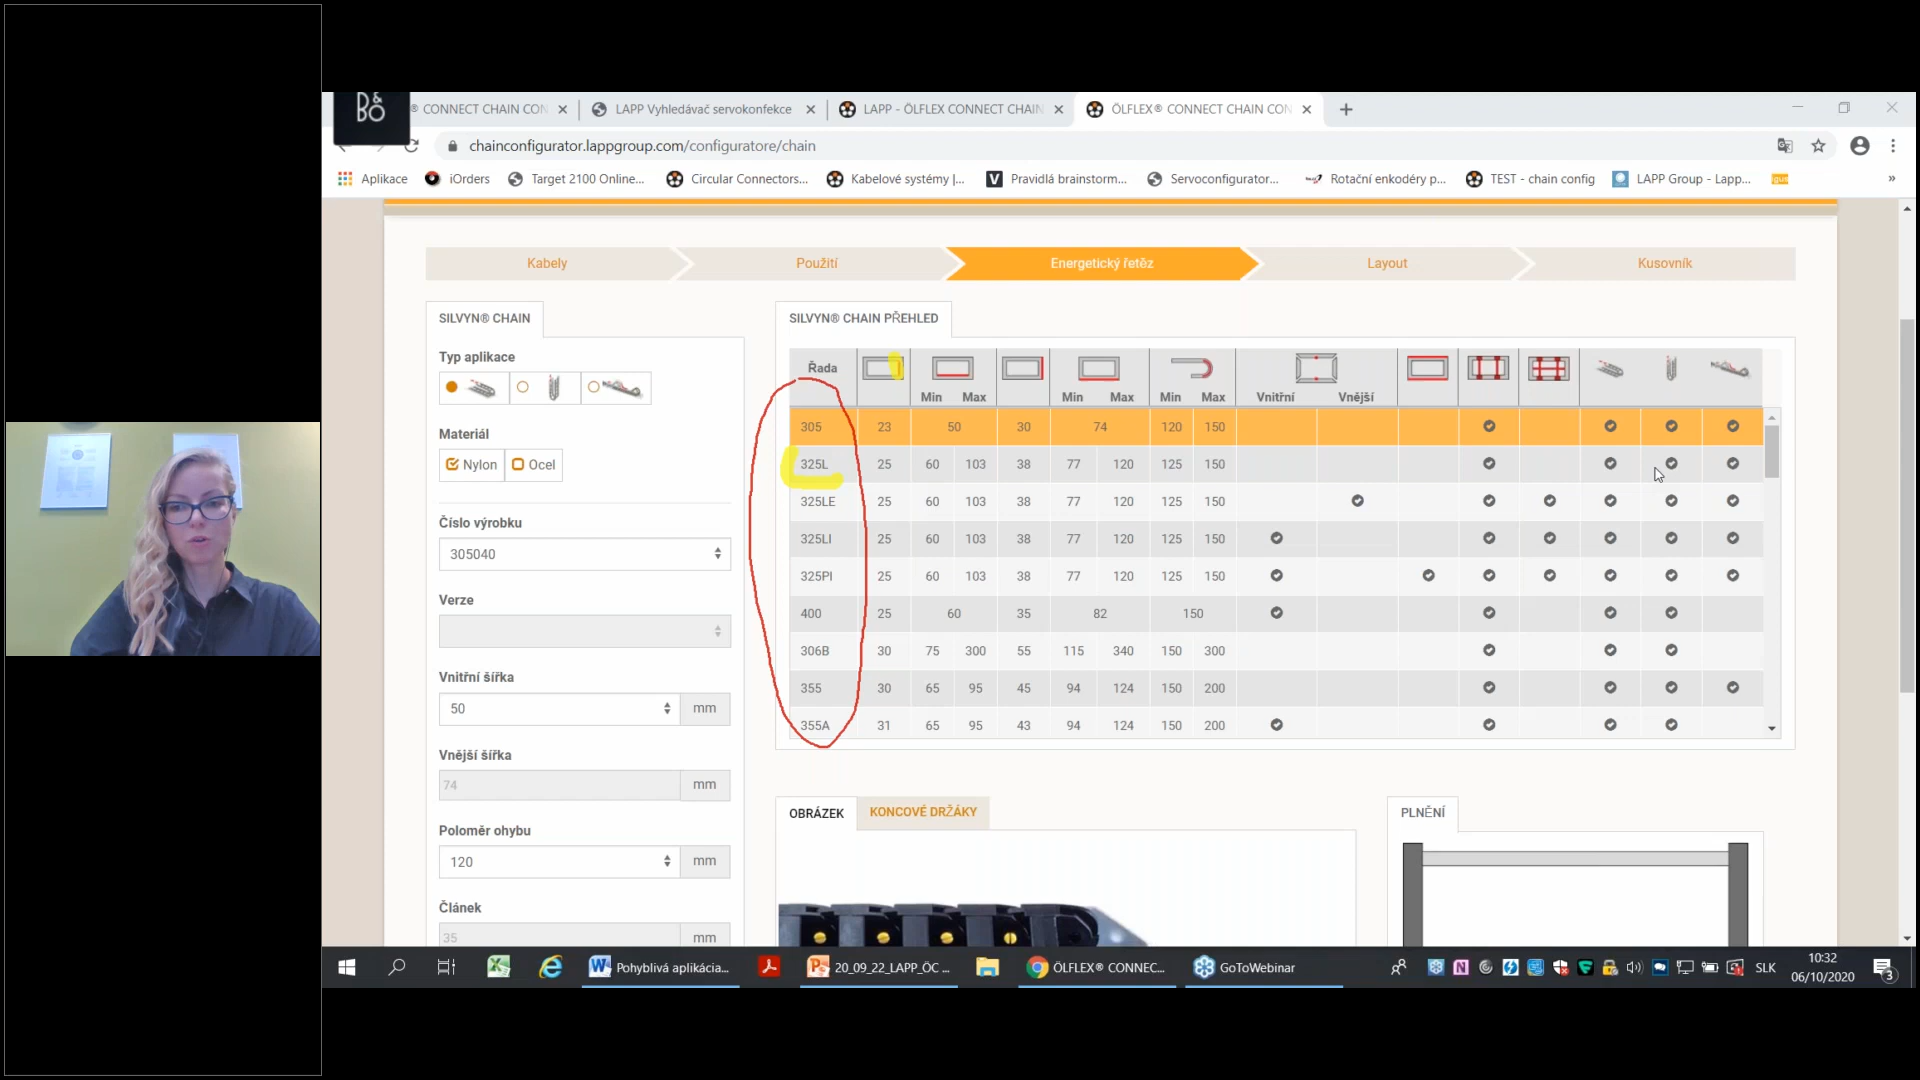 B&O
® CONNECT CHAIN CON
LAPP Vyhledávač servokonfekce
LAPP - ÖLFLEX CONNECT CHAIN
ÖLFLEX® CONNECT CHAIN CON
chainconfigurator.lappgroup.com/configuratore/chain
Aplikace
iOrders
Target 2100 Online...
Circular Connectors...
Kabelové systémy |...
V
Pravidlá brainstorm...
Servoconfigurator...
Rotační enkodéry p...
TEST - chain config
LAPP Group - Lapp...
igus
»
Kabely
Použití
Energetický řetěz
Layout
Kusovník
SILVYN® CHAIN
Typ aplikace
Materiál
Nylon
Ocel
Číslo výrobku
305040
Verze
Vnitřní šířka
50 mm
Vnější šířka
74 mm
Poloměr ohybu
120 mm
Článek
35 mm
SILVYN® CHAIN PŘEHLED
Řada
Min Max Min Max Min Max Vnitřní Vnější
305 23 50 30 74 120 150
325L 25 60 103 38 77 120 125 150
325LE 25 60 103 38 77 120 125 150
325LI 25 60 103 38 77 120 125 150
325PI 25 60 103 38 77 120 125 150
400 25 60 35 82 150
306B 30 75 300 55 115 340 150 300
355 30 65 95 45 94 124 150 200
355A 31 65 95 43 94 124 150 200
OBRÁZEK
KONCOVÉ DRŽÁKY
PLNĚNÍ
Pohyblivá aplikácia...
20_09_22_LAPP_ÖC ...
ÖLFLEX® CONNEC...
GoToWebinar
SLK
10:32
06/10/2020
3